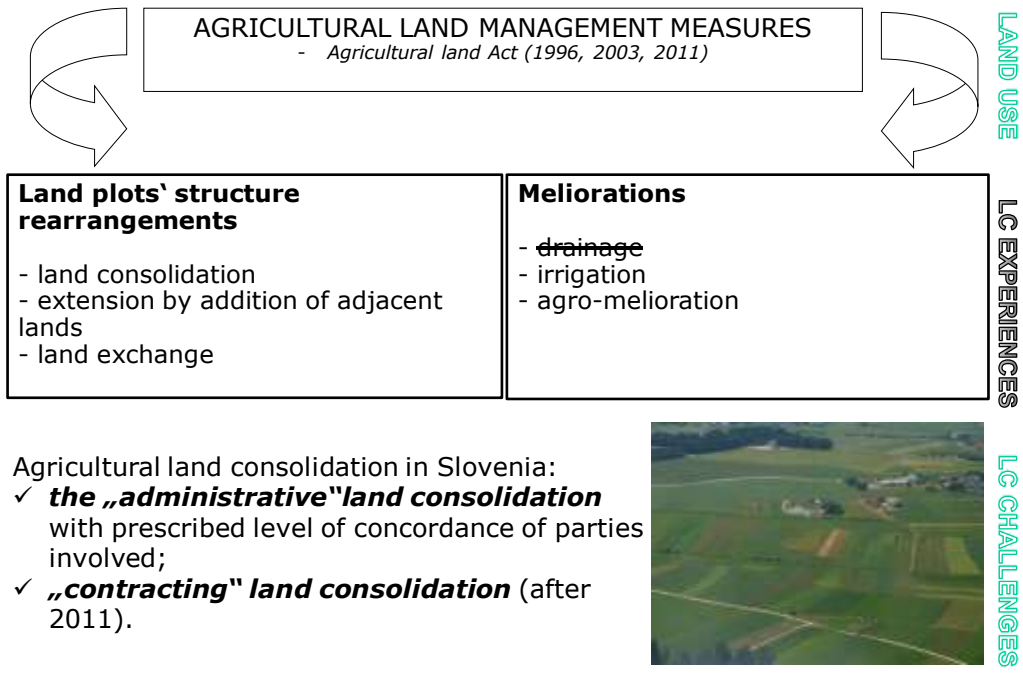 AGRICULTURAL LAND MANAGEMENT MEASURES
- Agricultural land Act (1996, 2003, 2011)
Land plots‘ structure
rearrangements
- land consolidation
- extension by addition of adjacent
lands
- land exchange
Meliorations
- drainage
- irrigation
- agro-melioration
Agricultural land consolidation in Slovenia:
✓ the „administrative“land consolidation
with prescribed level of concordance of parties
involved;
✓ „contracting“ land consolidation (after
2011).
LAND USE
LC EXPERIENCES
LC CHALLENGES